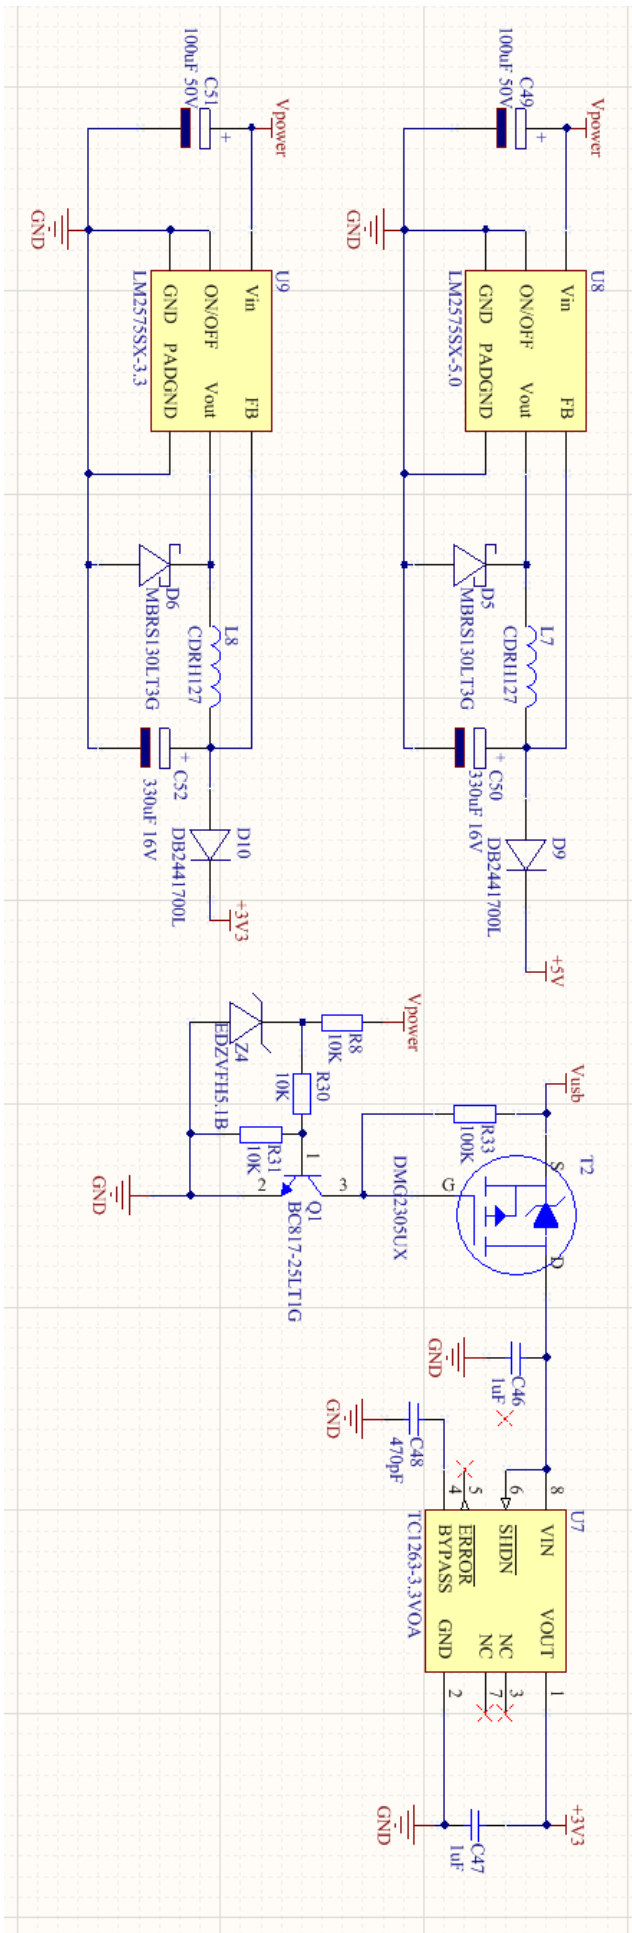 Vpower
C49
100uF 50V
GND
U8
Vin
ON/OFF
GND
FB
Vout
PADGND
LM2575SX-5.0
D5
MBRS130LT3G
L7
CDRH127
C50
330uF 16V
D9
DB2441700L
+5V
Vpower
C51
100uF 50V
GND
U9
Vin
ON/OFF
GND
FB
Vout
PADGND
LM2575SX-3.3
D6
MBRS130LT3G
L8
CDRH127
C52
330uF 16V
D10
DB2441700L
+3V3
Vusb
R33
100K
T2
S
G
D
DMG2305UX
Vpower
R8
10K
Z4
EDZVFH5.1B
R30
10K
R31
10K
1
2
3
Q1
BC817-25LT1G
GND
C46
1uF
GND
C48
470pF
GND
U7
8
6
5
4
VIN
SHDN
ERROR
BYPASS
VOUT
NC
NC
GND
1
3
7
2
TC1263-3.3VOA
+3V3
C47
1uF
GND